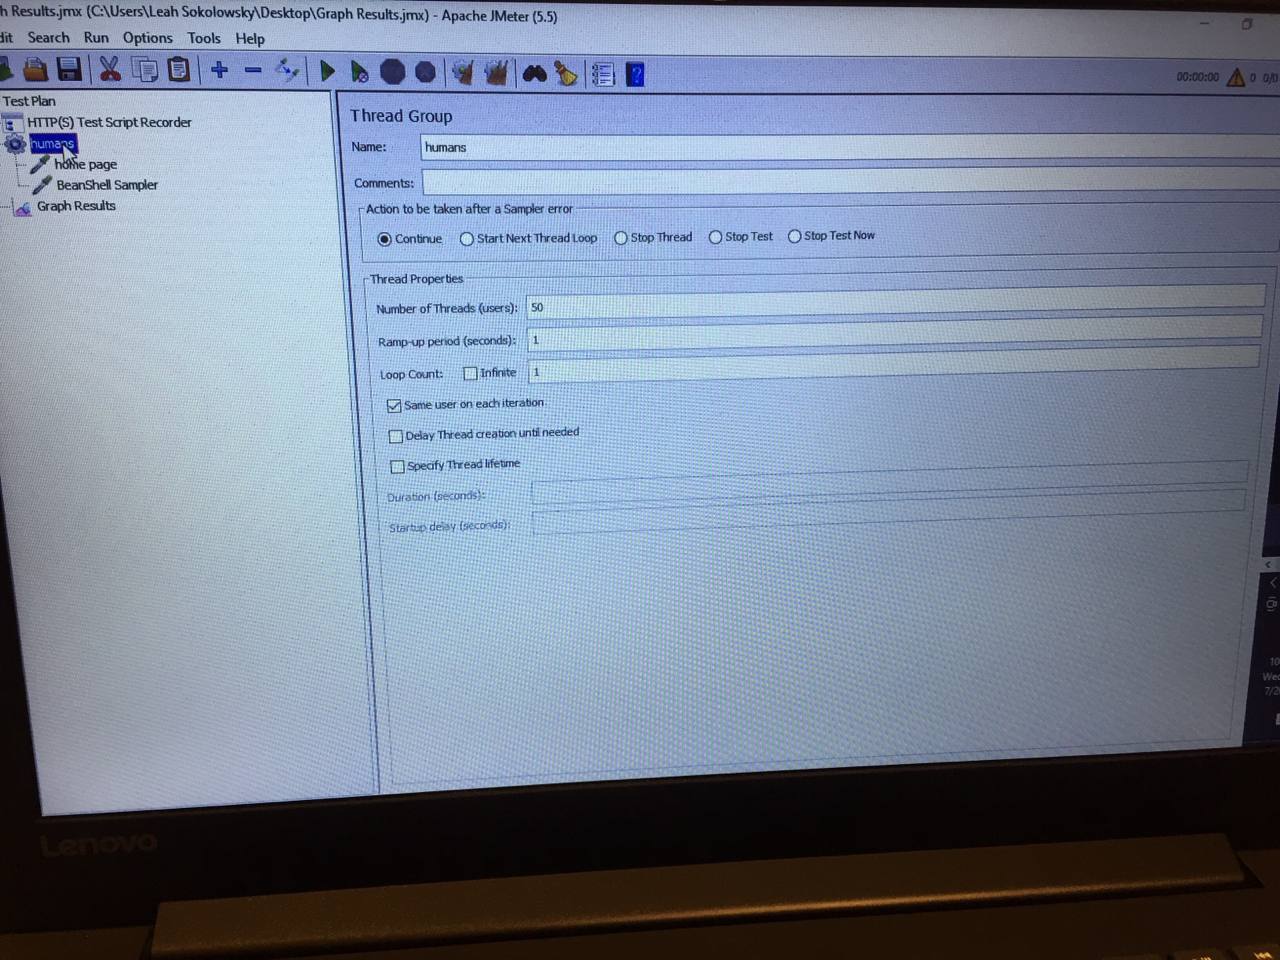 h Results.jmx (C:\Users\Leah Sokolowsky\Desktop\Graph Results.jmx) - Apache JMeter (5.5)
dit Search Run Options Tools Help
00:00:00 0 0/0
Test Plan
HTTP(S) Test Script Recorder
humans
home page
BeanShell Sampler
Graph Results
Thread Group
Name: humans
Comments:
Action to be taken after a Sampler error
Continue Start Next Thread Loop Stop Thread Stop Test Stop Test Now
Thread Properties
Number of Threads (users): 50
Ramp-up period (seconds): 1
Loop Count: Infinite 1
Same user on each iteration
Delay Thread creation until needed
Specify Thread lifetime
Duration (seconds):
Startup delay (seconds):
10
Wed
7/2
Lenovo